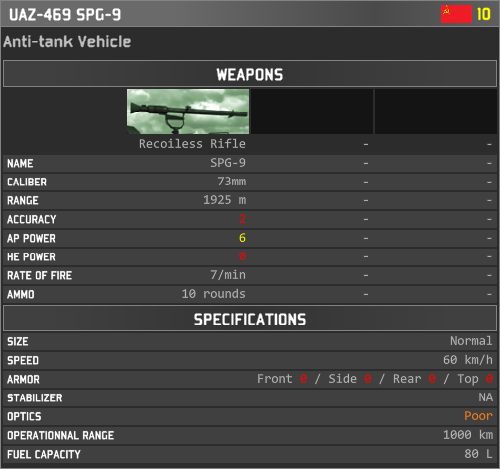 UAZ-469 SPG-9 10
Anti-tank Vehicle
WEAPONS
Recoiless Rifle - -
NAME SPG-9 - -
CALIBER 73mm - -
RANGE 1925 m - -
ACCURACY 2 - -
AP POWER 6 - -
HE POWER 0 - -
RATE OF FIRE 7/min - -
AMMO 10 rounds - -
SPECIFICATIONS
SIZE Normal
SPEED 60 km/h
ARMOR Front 0 / Side 0 / Rear 0 / Top 0
STABILIZER NA
OPTICS Poor
OPERATIONNAL RANGE 1000 km
FUEL CAPACITY 80 L